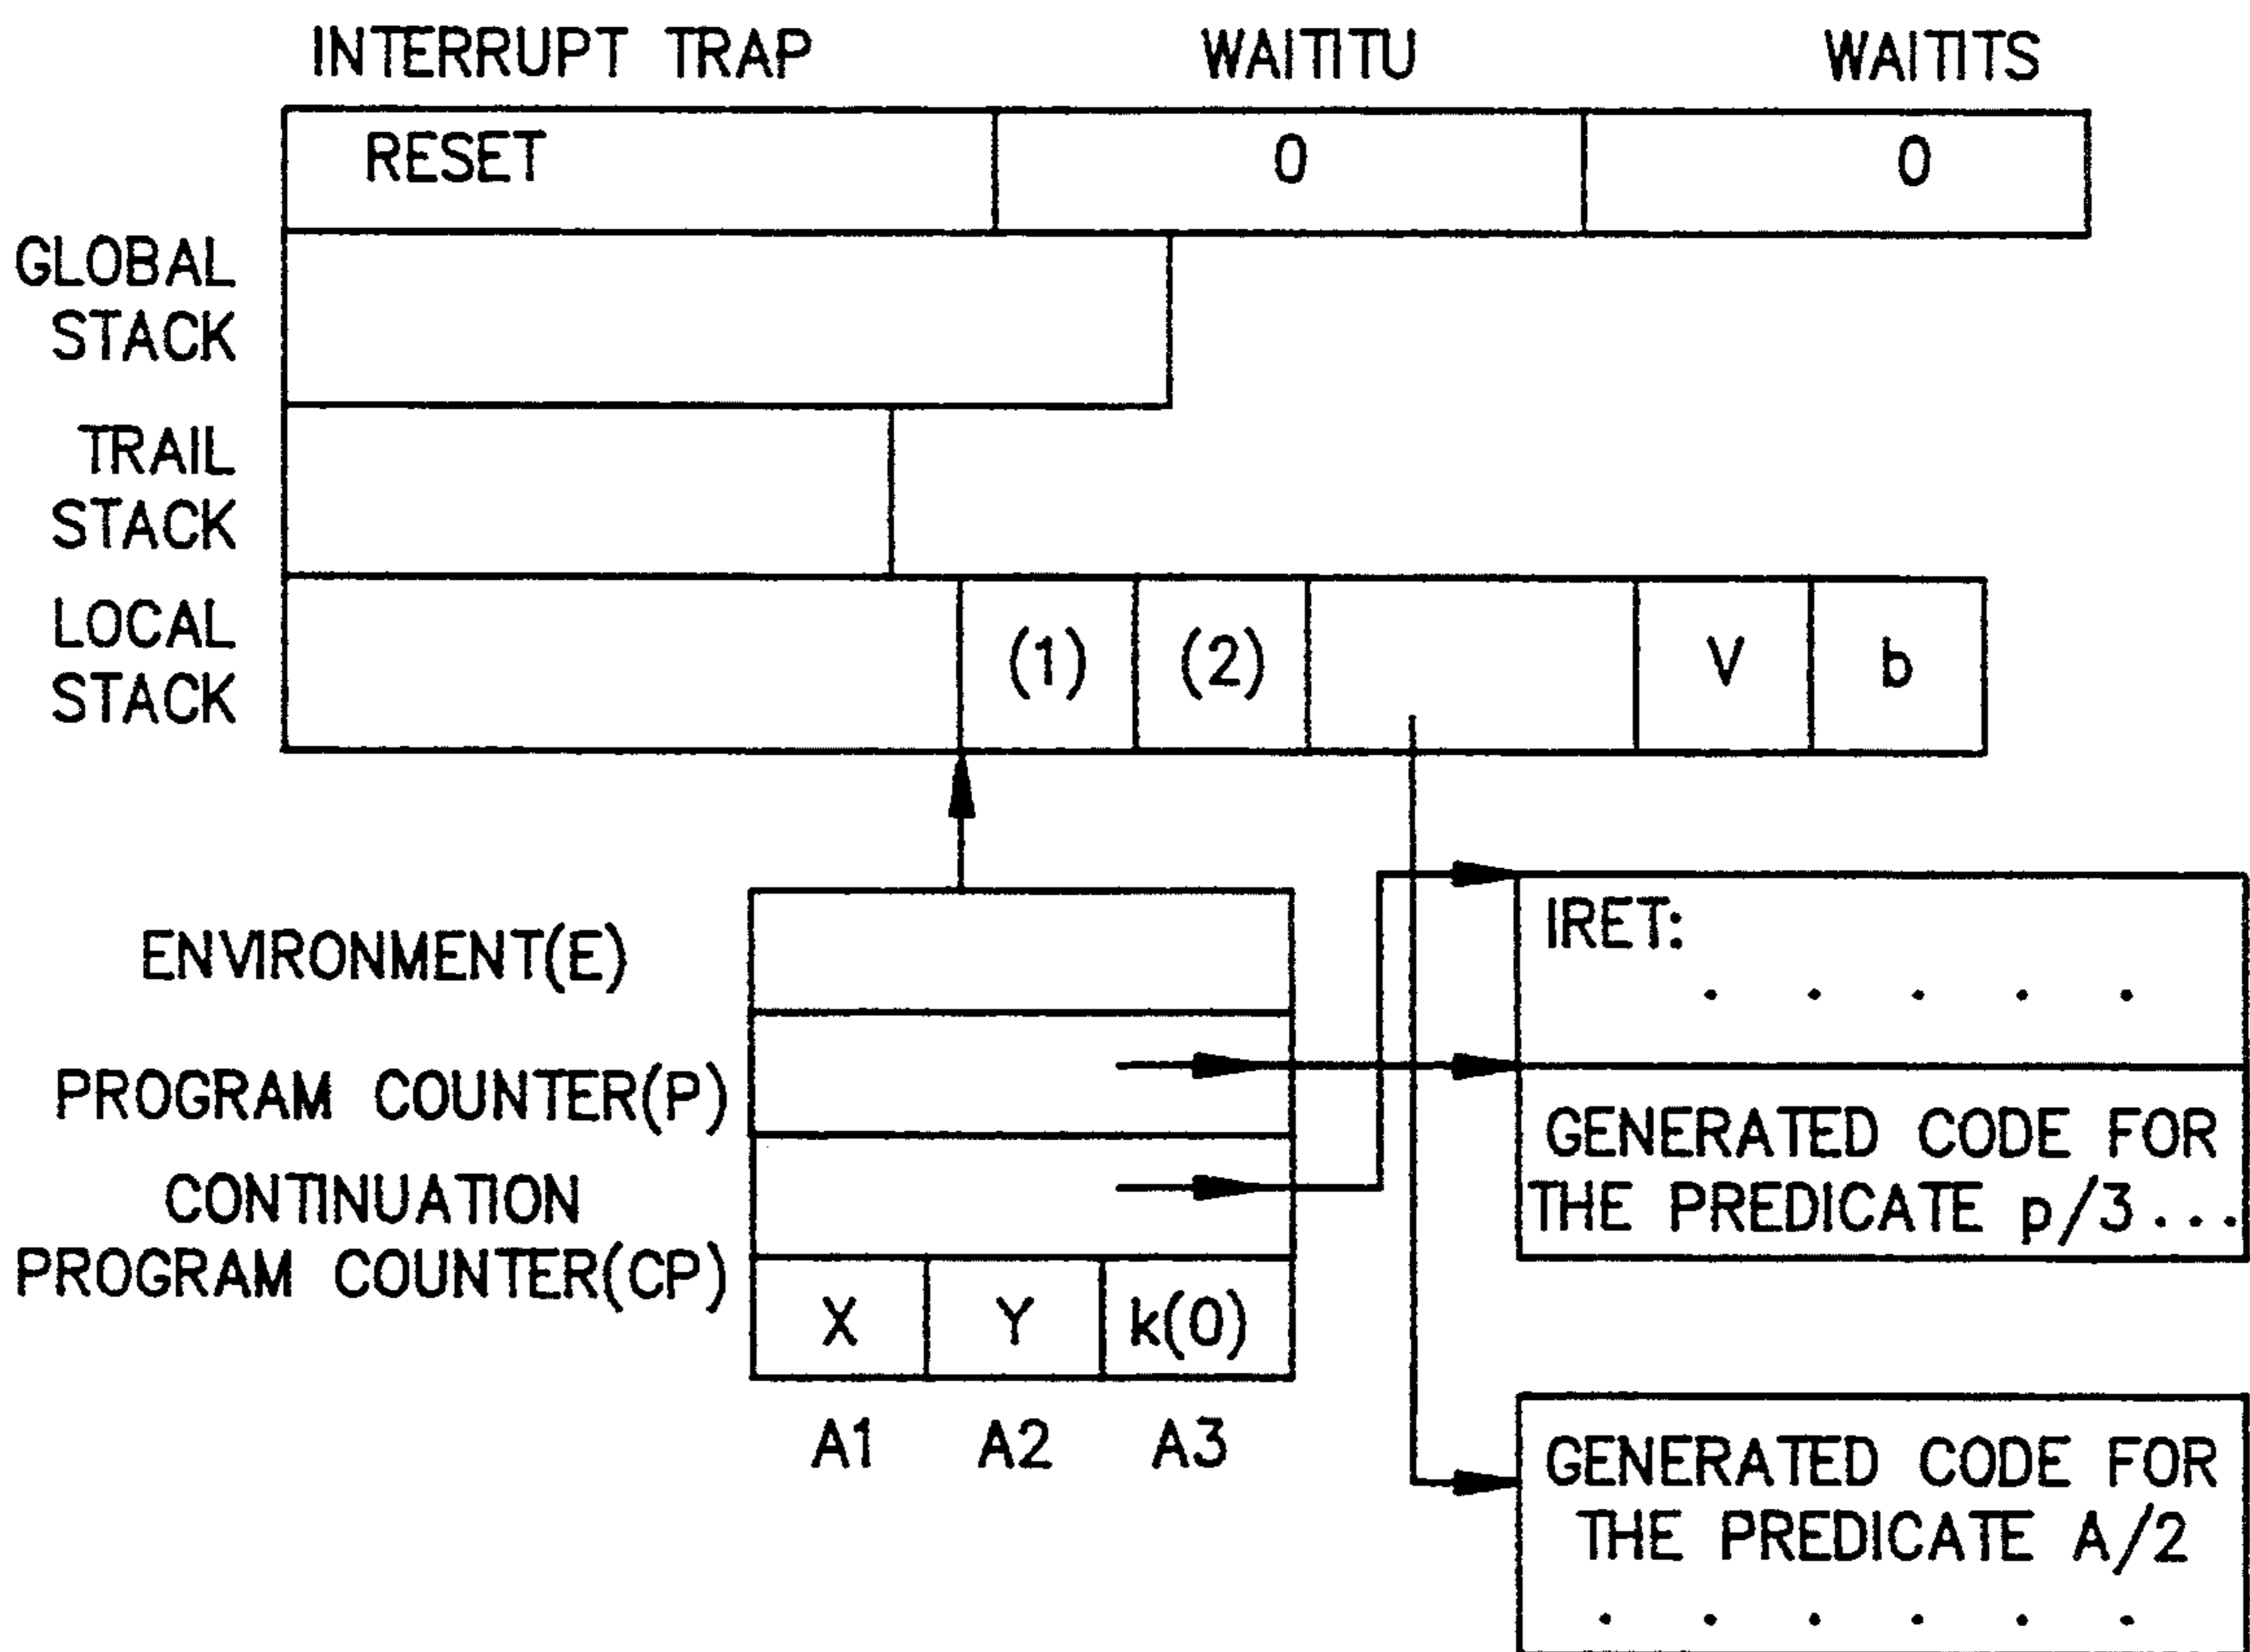 INTERRUPT TRAP WAITITU WAITITS
RESET 0 0
GLOBAL
STACK
TRAIL
STACK
LOCAL
STACK
(1) (2) V b
ENVIRONMENT(E)
PROGRAM COUNTER(P)
CONTINUATION
PROGRAM COUNTER(CP)
X Y k(0)
A1 A2 A3
IRET:
. . . . .
GENERATED CODE FOR
THE PREDICATE p/3...
GENERATED CODE FOR
THE PREDICATE A/2
. . . . . .